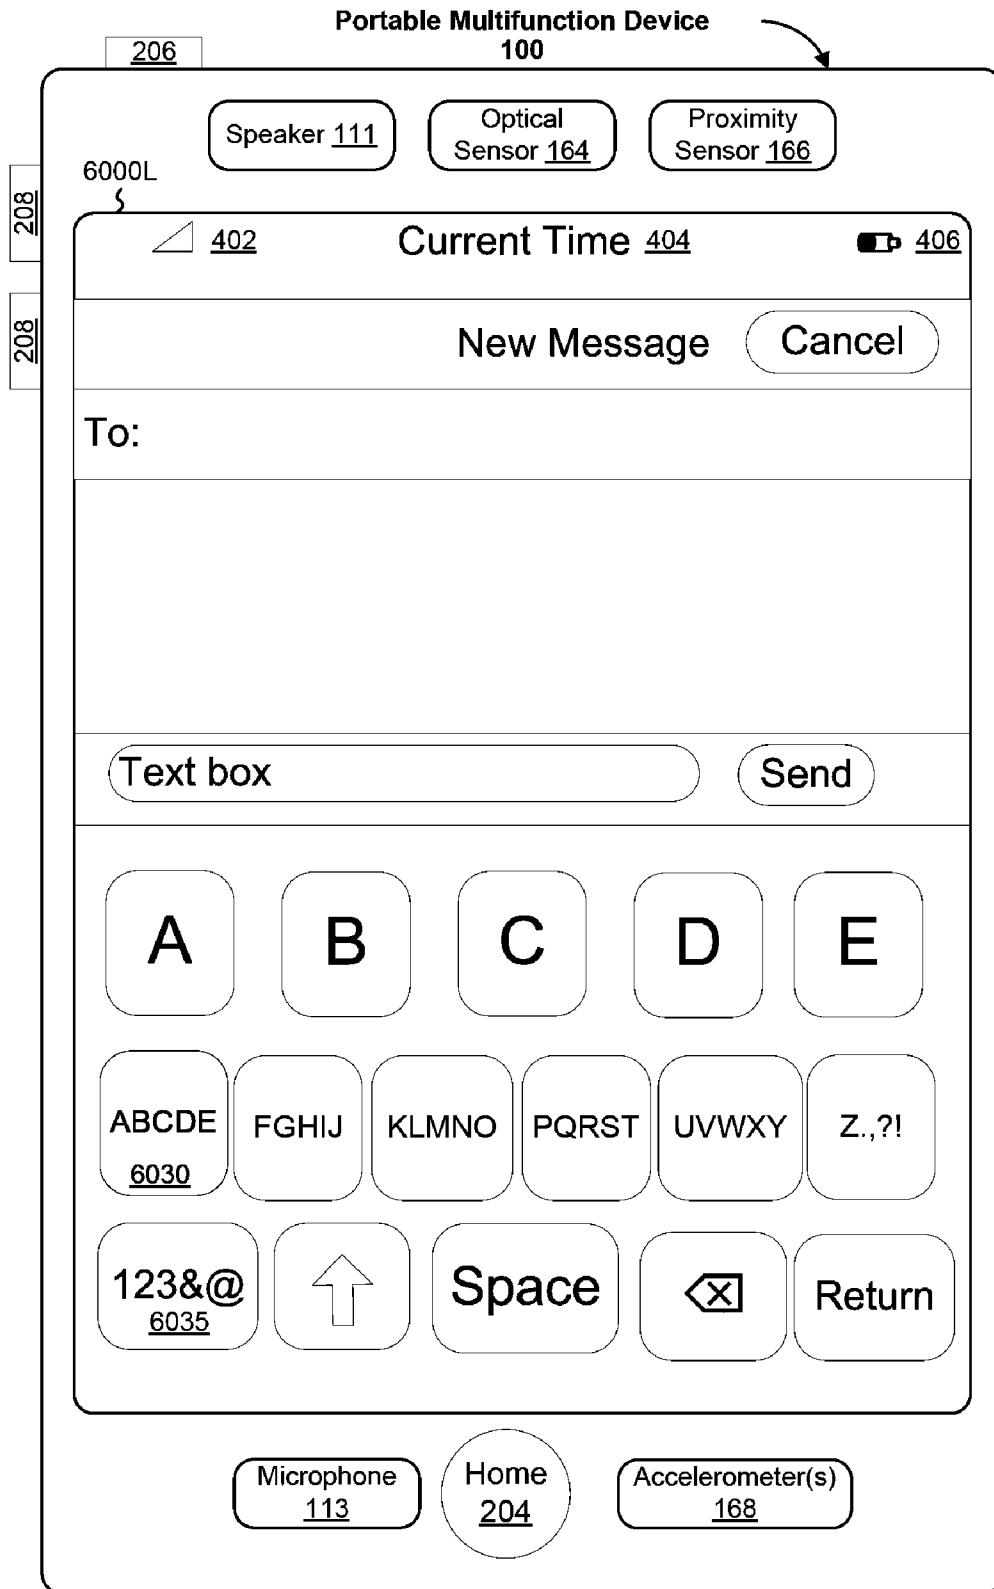 Portable Multifunction Device
100
206
Speaker 111
Optical
Sensor 164
Proximity
Sensor 166
6000L
208
208
402
Current Time 404
406
New Message
Cancel
To:
Text box
Send
A
B
C
D
E
ABCDE
6030
FGHIJ
KLMNO
PQRST
UVWXY
Z.,?!
123&@
6035
Space
Return
Microphone
113
Home
204
Accelerometer(s)
168